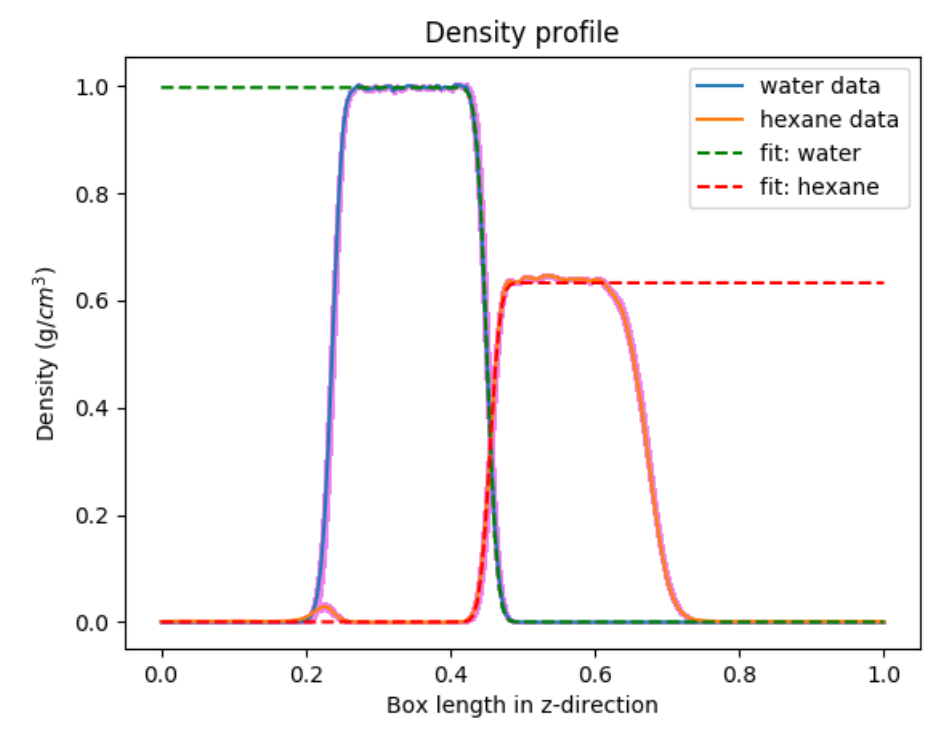 Density profile
Density (g/cm³)
1.0
0.8
0.6
0.4
0.2
0.0
water data
hexane data
fit: water
fit: hexane
0.0 0.2 0.4 0.6 0.8 1.0
Box length in z-direction